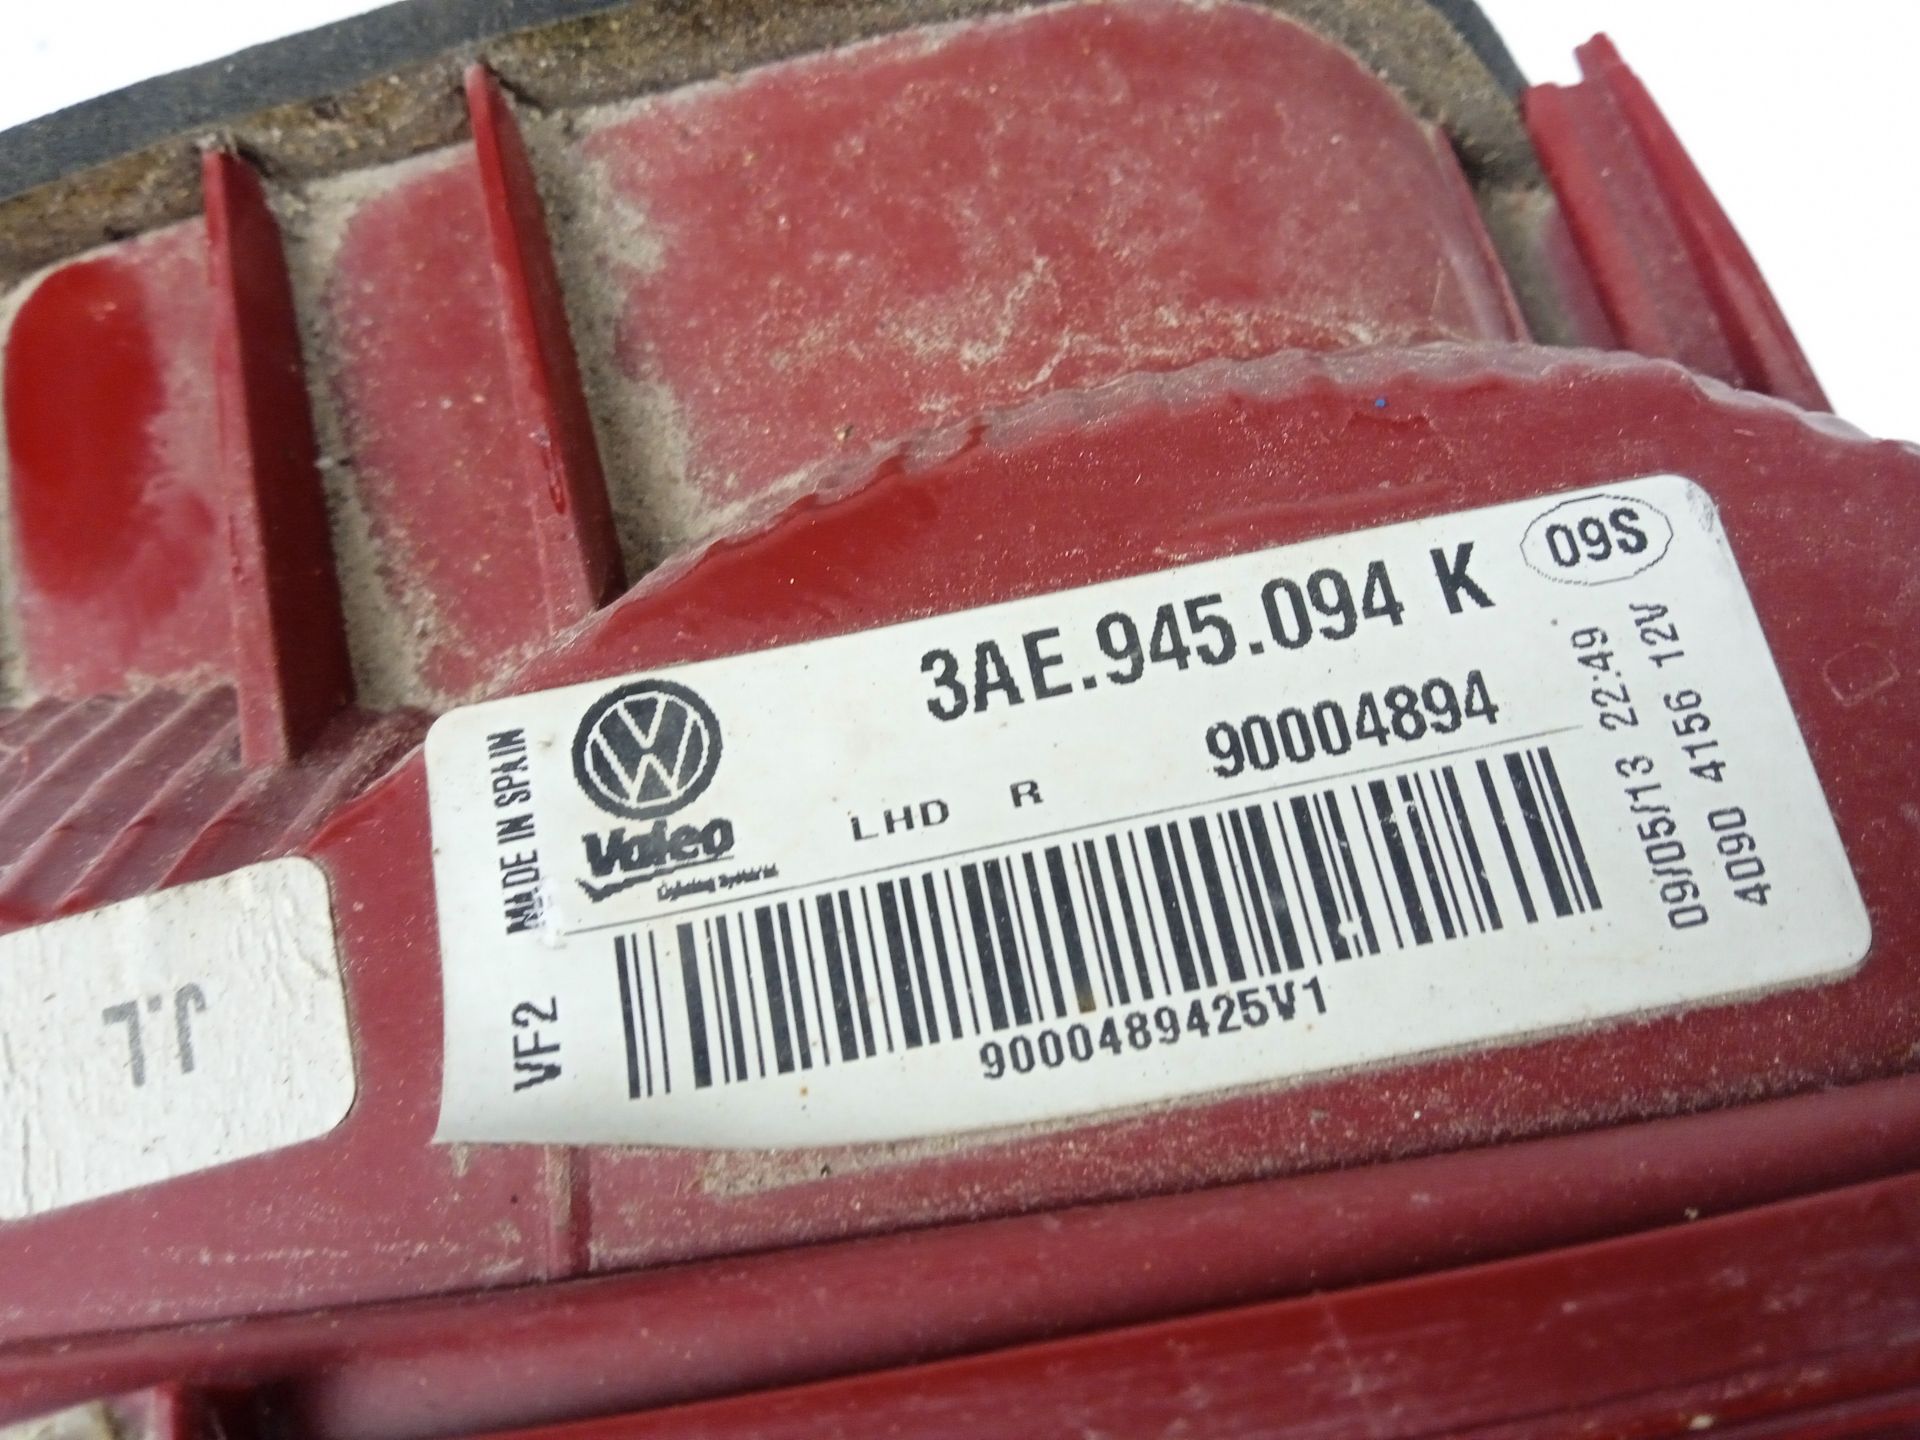 3AE.945.094 K
09S
90004894
MADE IN SPAIN
Valeo
LHD R
09/05/13 22:49
4090 4156 12V
VF2
9000489425V1